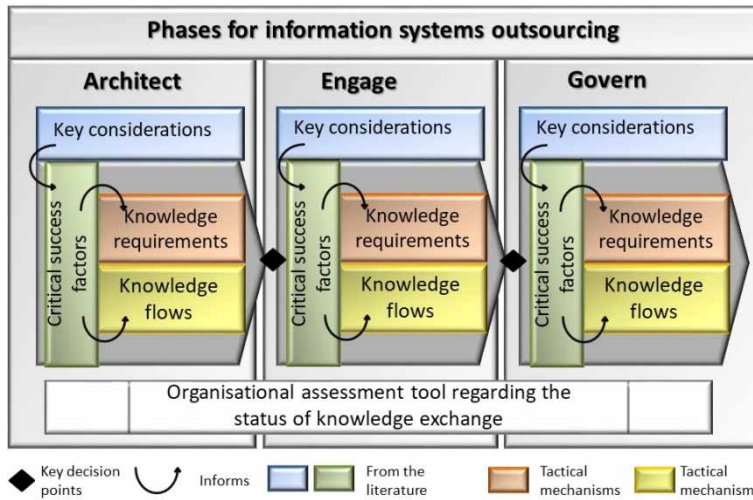 Phases for information systems outsourcing
Architect
Engage
Govern
Key considerations
Critical success
factors
Knowledge
requirements
Knowledge
flows
Key considerations
Critical success
factors
Knowledge
requirements
Knowledge
flows
Key considerations
Critical success
factors
Knowledge
requirements
Knowledge
flows
Organisational assessment tool regarding the
status of knowledge exchange
Key decision
points
Informs
From the
literature
Tactical
mechanisms
Tactical
mechanism